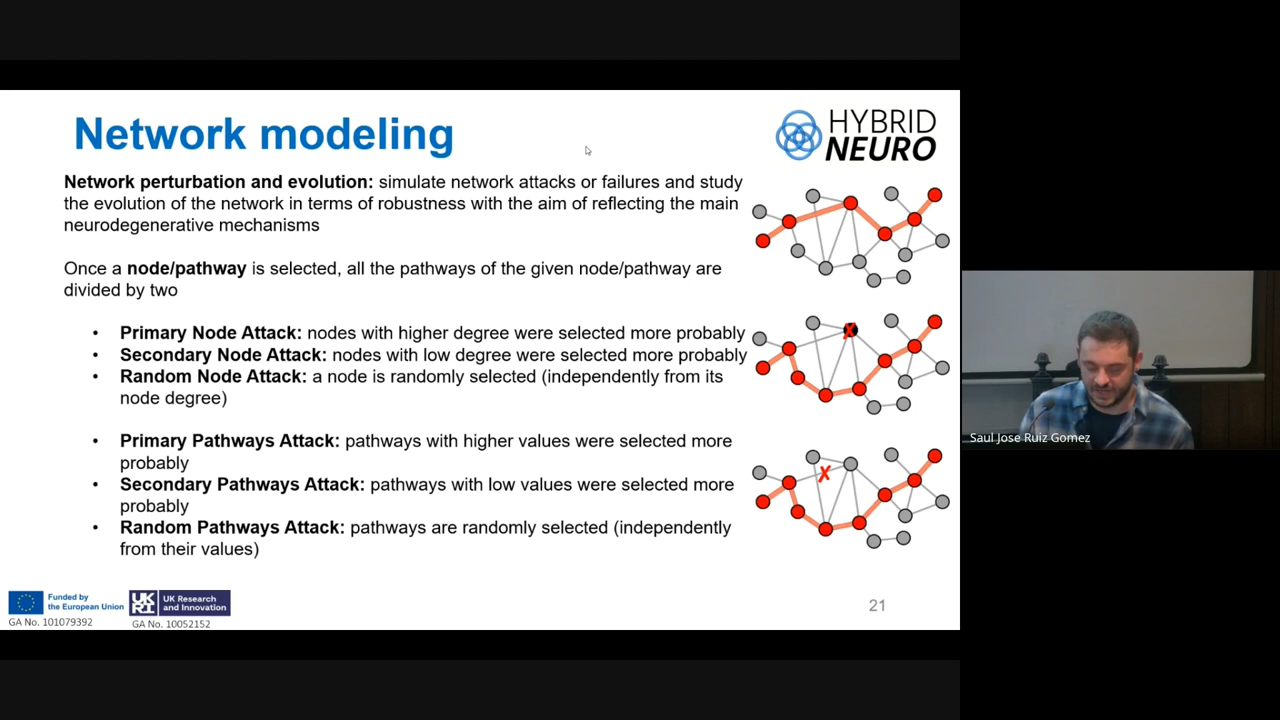 Network modeling
HYBRID
NEURO
Network perturbation and evolution: simulate network attacks or failures and study
the evolution of the network in terms of robustness with the aim of reflecting the main
neurodegenerative mechanisms
Once a node/pathway is selected, all the pathways of the given node/pathway are
divided by two
• Primary Node Attack: nodes with higher degree were selected more probably
• Secondary Node Attack: nodes with low degree were selected more probably
• Random Node Attack: a node is randomly selected (independently from its
node degree)
• Primary Pathways Attack: pathways with higher values were selected more
probably
• Secondary Pathways Attack: pathways with low values were selected more
probably
• Random Pathways Attack: pathways are randomly selected (independently
from their values)
X
X
Funded by
the European Union
GA No. 101079392
UK
RI
UK Research
and Innovation
GA No. 10052152
21
Saul Jose Ruiz Gomez